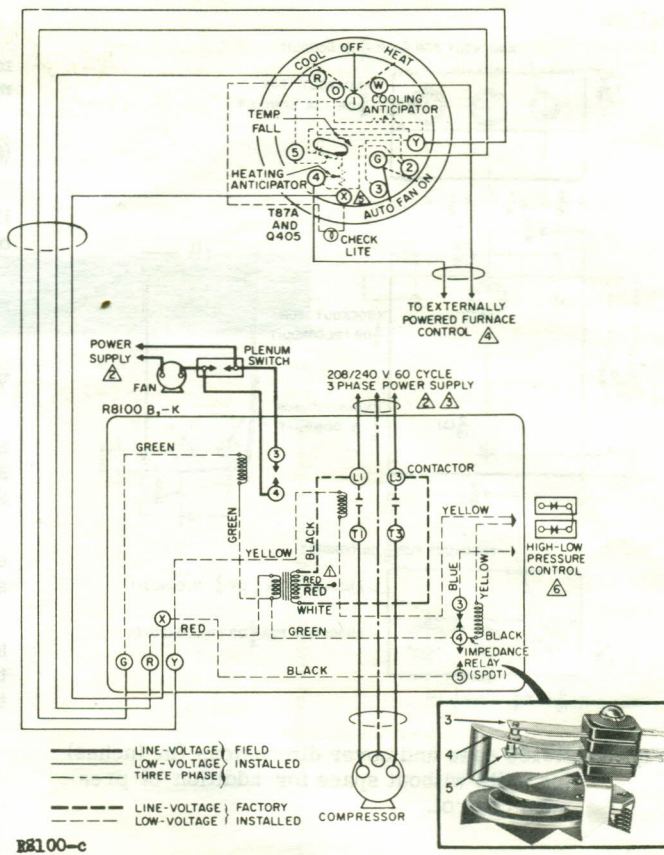 COOL OFF HEAT
R O 1 W
COOLING
ANTICIPATOR
TEMP
FALL
Y
5
G
2
HEATING
ANTICIPATOR
4
3
X 5
AUTO FAN ON
T87A
AND
Q405
CHECK
LITE
TO EXTERNALLY
POWERED FURNACE
CONTROL 4
POWER
SUPPLY
2
PLENUM
SWITCH
FAN
208/240 V 60 CYCLE
3 PHASE POWER SUPPLY
2 3
R8100 B,-K
GREEN
3
4
L1 L3 CONTACTOR
YELLOW
T1 T3
GREEN
BLACK
YELLOW
HIGH-LOW
PRESSURE
CONTROL
6
BLUE
YELLOW
1
RED
RED
WHITE
3
X
RED
GREEN
4 BLACK
IMPEDANCE
RELAY
(SPDT)
G R Y
BLACK
5
3
4
5
LINE-VOLTAGE FIELD
LOW-VOLTAGE INSTALLED
THREE PHASE
LINE-VOLTAGE FACTORY
LOW-VOLTAGE INSTALLED
COMPRESSOR
R8100-c